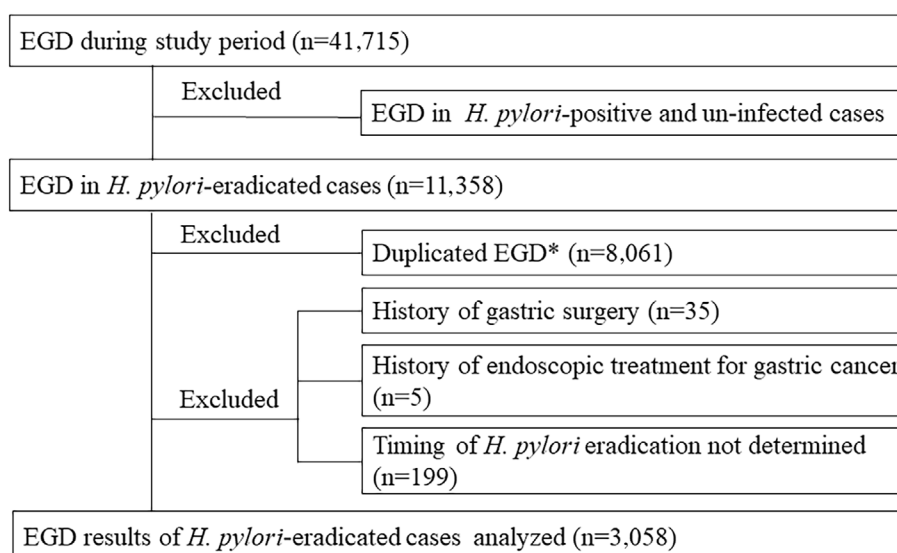 EGD during study period (n=41,715)
Excluded
EGD in H. pylori-positive and un-infected cases
EGD in H. pylori-eradicated cases (n=11,358)
Excluded
Duplicated EGD* (n=8,061)
History of gastric surgery (n=35)
History of endoscopic treatment for gastric cancer
(n=5)
Excluded
Timing of H. pylori eradication not determined
(n=199)
EGD results of H. pylori-eradicated cases analyzed (n=3,058)